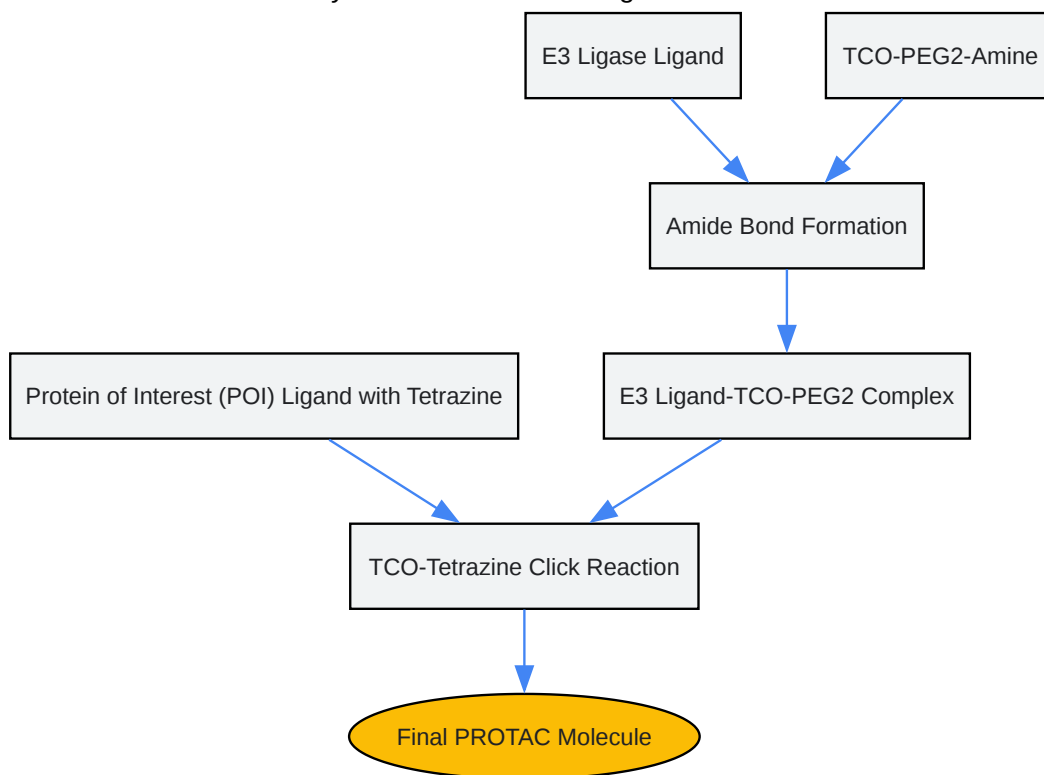 E3 Ligase Ligand
TCO-PEG2-Amine
Amide Bond Formation
Protein of Interest (POI) Ligand with Tetrazine
E3 Ligand-TCO-PEG2 Complex
TCO-Tetrazine Click Reaction
Final PROTAC Molecule